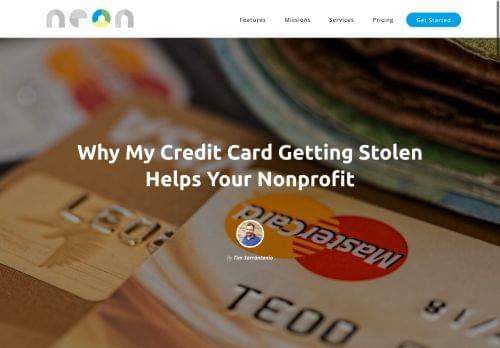 neon
Features
Missions
Services
Pricing
Get Started
Why My Credit Card Getting Stolen
Helps Your Nonprofit
By Tim Sarrantonio
MasterCard